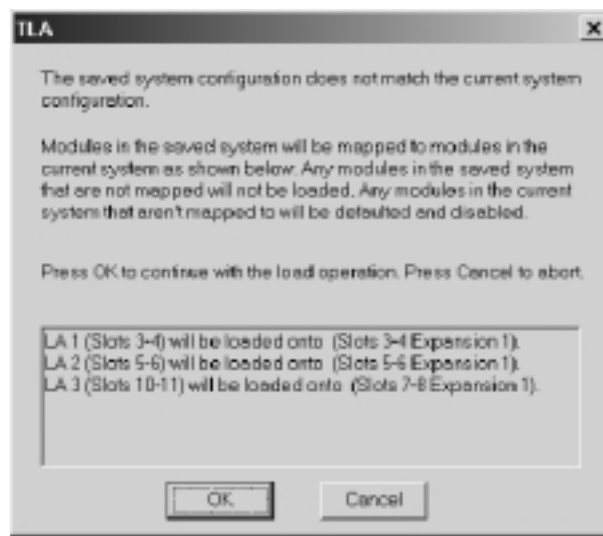 TLA
The saved system configuration does not match the current system
configuration.
Modules in the saved system will be mapped to modules in the
current system as shown below. Any modules in the saved system
that are not mapped will not be loaded. Any modules in the current
system that aren't mapped to will be defaulted and disabled.
Press OK to continue with the load operation. Press Cancel to abort.
LA 1 (Slots 3-4) will be loaded onto (Slots 3-4 Expansion 1).
LA 2 (Slots 5-6) will be loaded onto (Slots 5-6 Expansion 1).
LA 3 (Slots 10-11) will be loaded onto (Slots 7-8 Expansion 1).
OK
Cancel